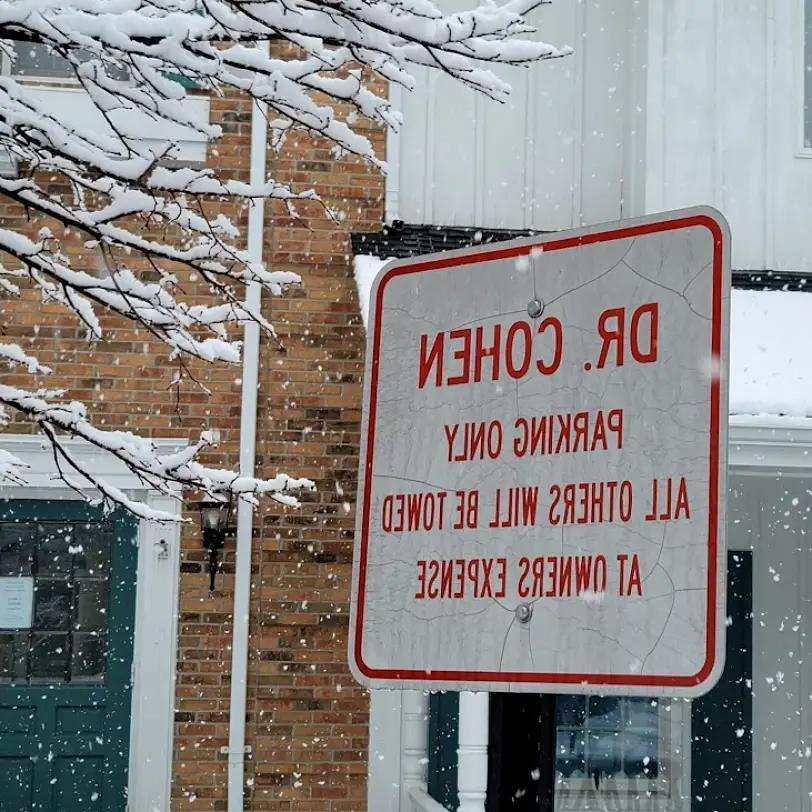 DR. COHEN
PARKING ONLY
ALL OTHERS WILL BE TOWED
AT OWNERS EXPENSE